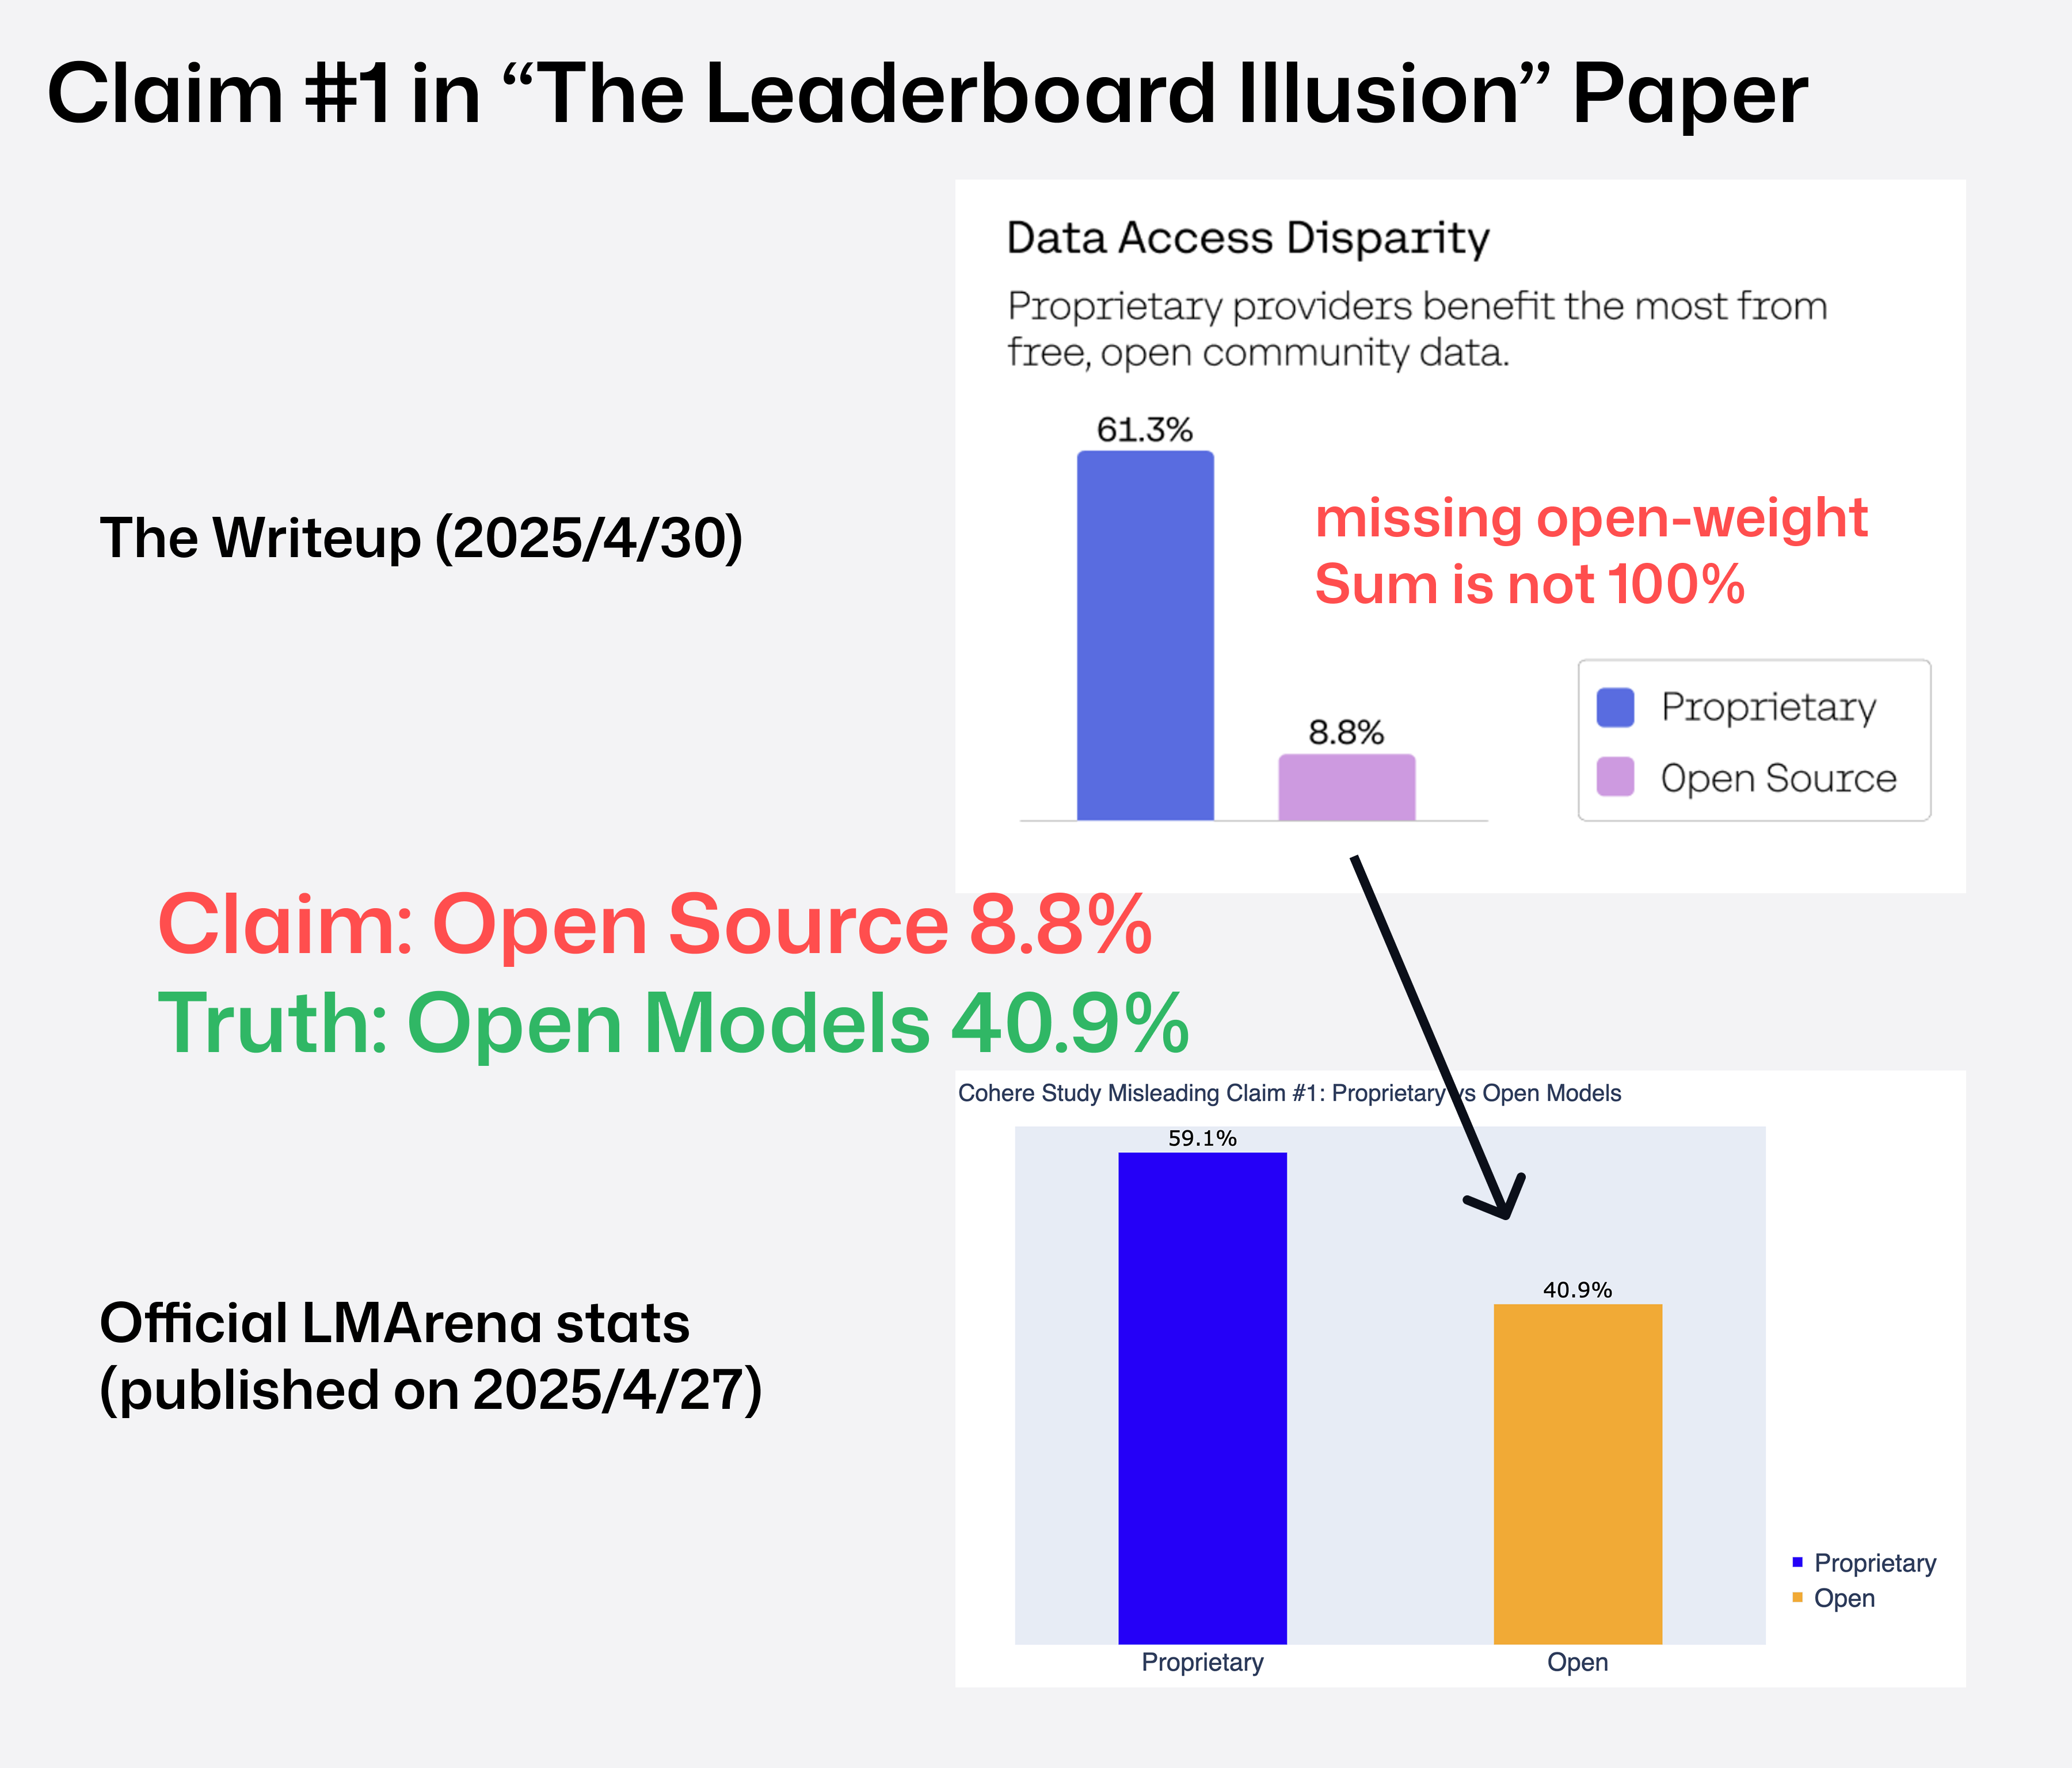 Claim #1 in “The Leaderboard Illusion” Paper
Data Access Disparity
Proprietary providers benefit the most from
free, open community data.
61.3%
missing open-weight
Sum is not 100%
The Writeup (2025/4/30)
8.8%
Proprietary
Open Source
Claim: Open Source 8.8%
Truth: Open Models 40.9%
Cohere Study Misleading Claim #1: Proprietary vs Open Models
59.1%
40.9%
Official LMArena stats
(published on 2025/4/27)
Proprietary
Open
Proprietary
Open